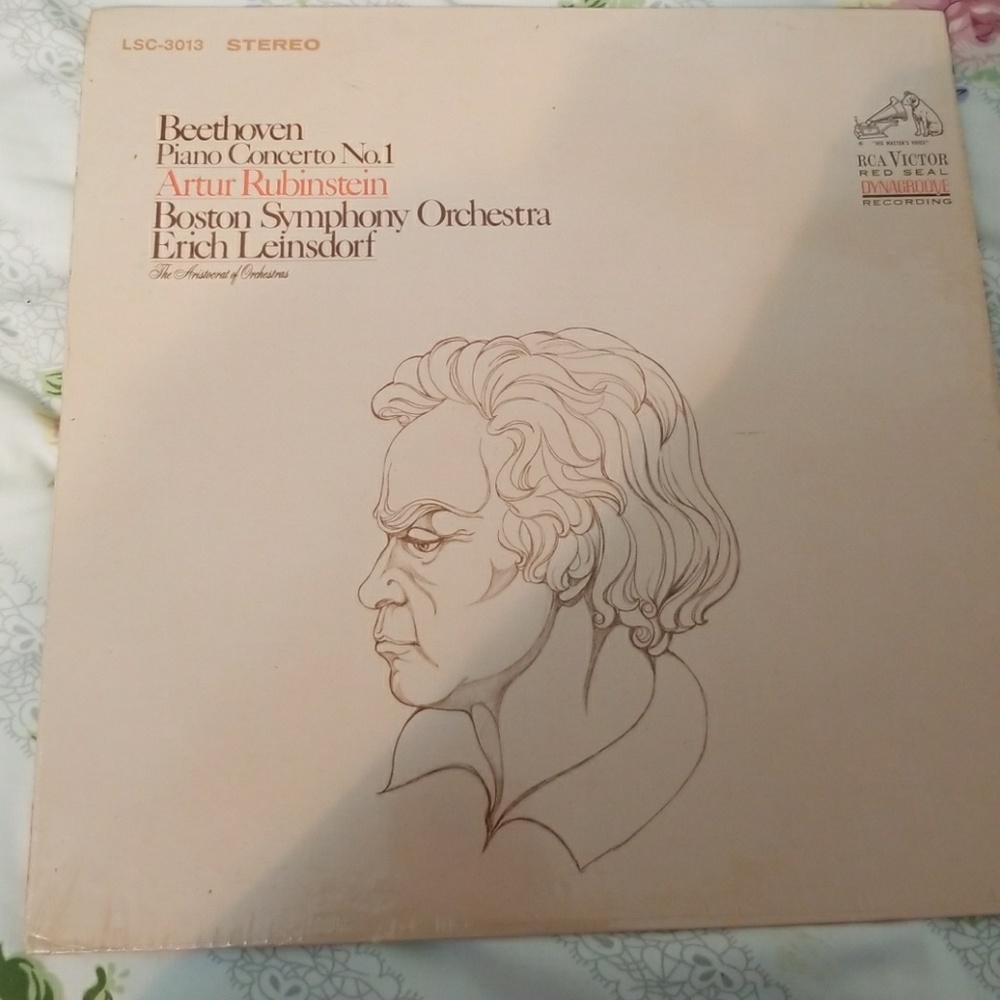 LSC-3013 STEREO
Beethoven
Piano Concerto No.1
Artur Rubinstein
Boston Symphony Orchestra
Erich Leinsdorf
The Aristocrat of Orchestras
"HIS MASTER'S VOICE"
RCA VICTOR
RED SEAL
DYNAGROOVE
RECORDING